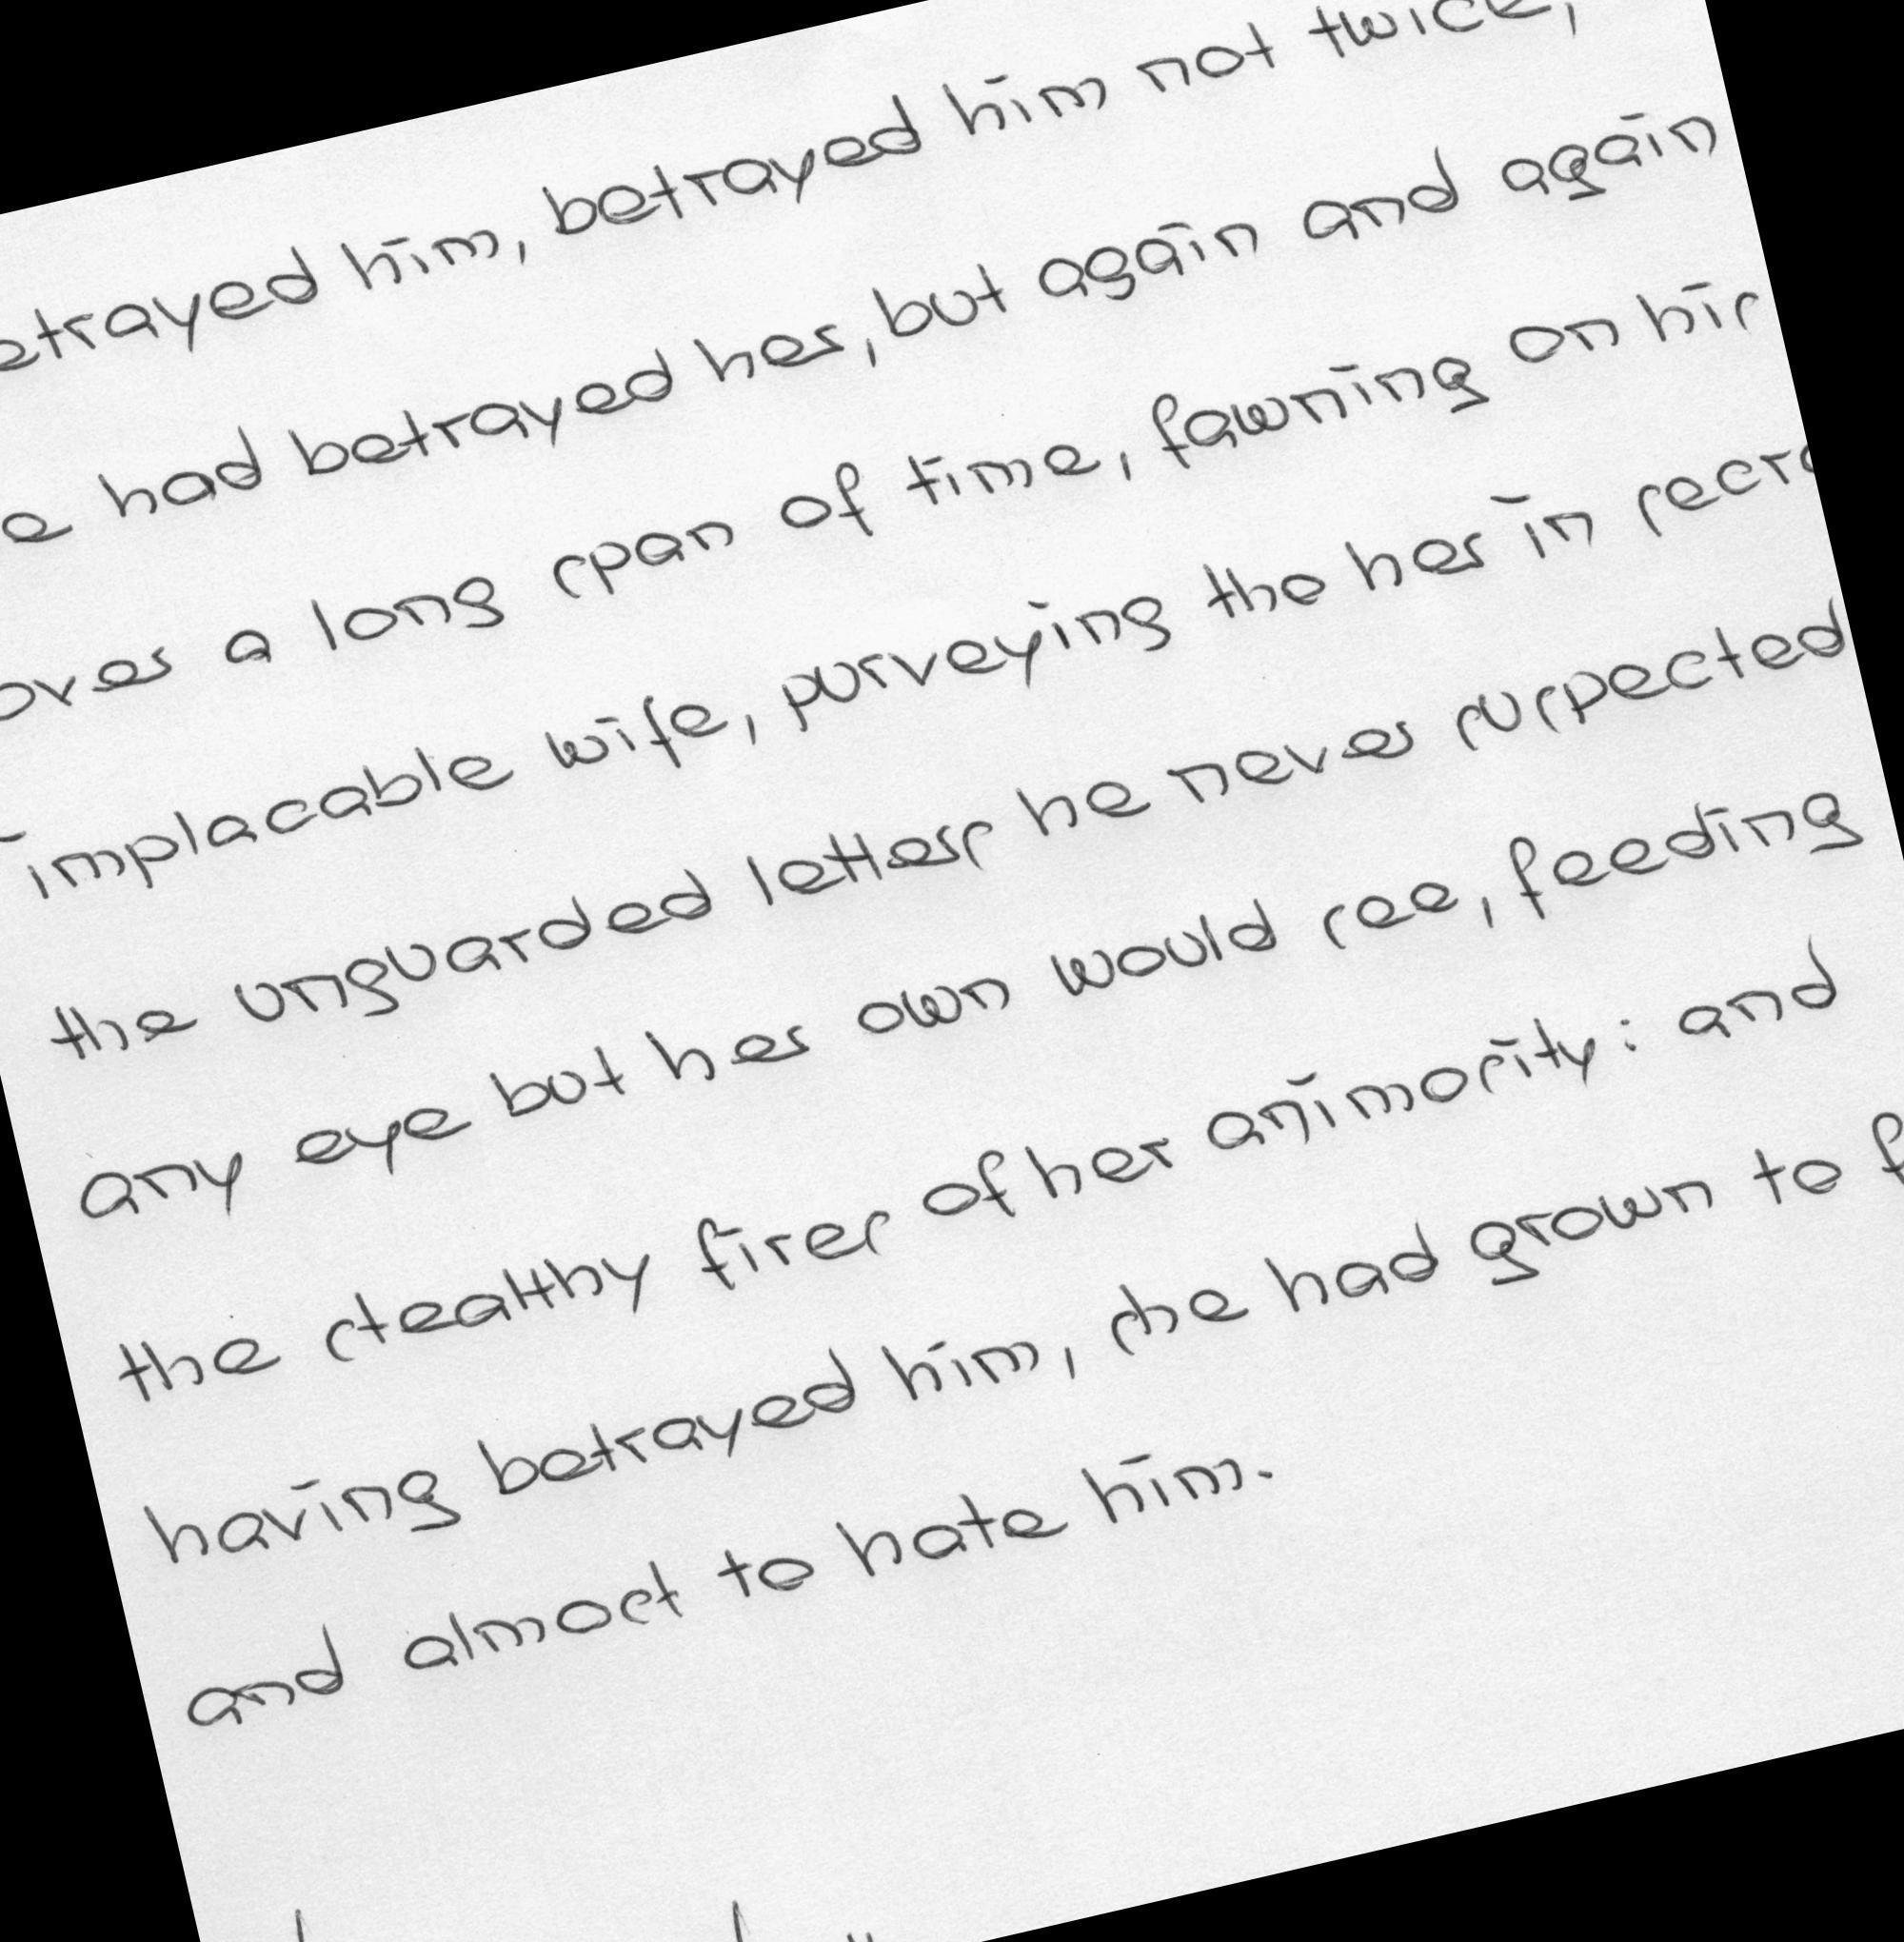 etrayed him, betrayed him not twice,
e had betrayed her, but again and again
over a long span of time, fawning on his
implacable wife, purveying the her in secre
the unguarded letters he never suspected
any eye but her own would see, feeding
the stealthy fires of her animosity: and
having betrayed him, she had grown to f
and almost to hate him.